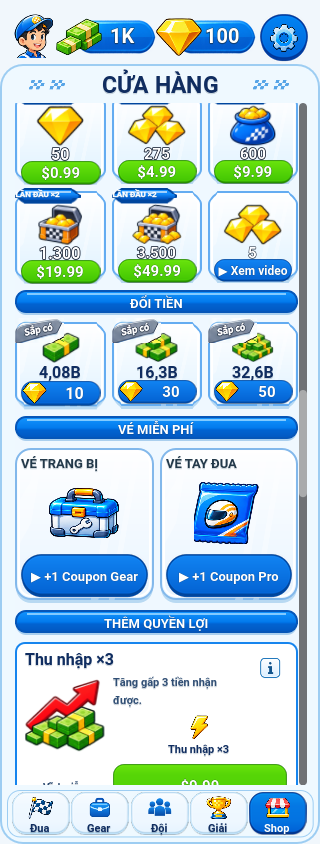 1K
100
CỬA HÀNG
50
275
600
$0.99
$4.99
$9.99
LẦN ĐẦU ×2
LẦN ĐẦU ×2
1.300
3.500
5
$19.99
$49.99
▶ Xem video
ĐỔI TIỀN
Sắp có
Sắp có
Sắp có
4,08B
16,3B
32,6B
10
30
50
VÉ MIỄN PHÍ
VÉ TRANG BỊ
VÉ TAY ĐUA
▶ +1 Coupon Gear
▶ +1 Coupon Pro
THÊM QUYỀN LỢI
Thu nhập ×3
i
Tăng gấp 3 tiền nhận
được.
Thu nhập ×3
$9.99
Đua
Gear
Đội
Giải
Shop